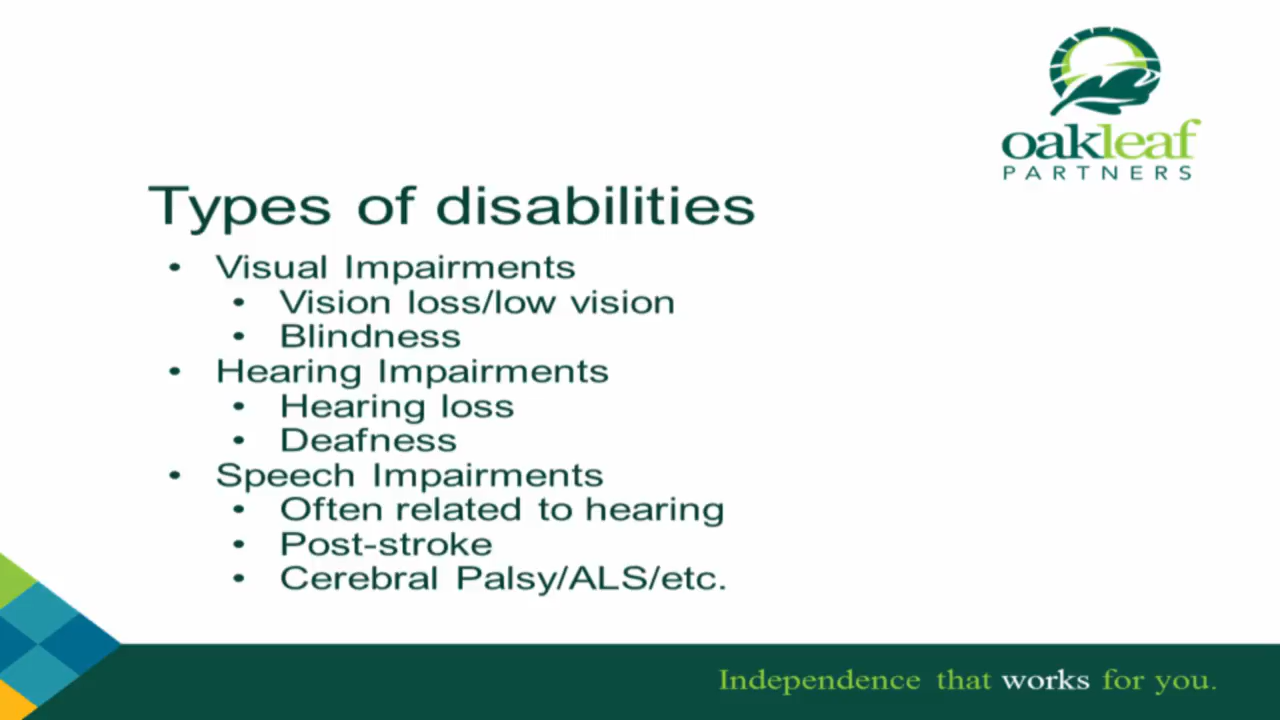 oakleaf
PARTNERS
Types of disabilities
• Visual Impairments
• Vision loss/low vision
• Blindness
• Hearing Impairments
• Hearing loss
• Deafness
• Speech Impairments
• Often related to hearing
• Post-stroke
• Cerebral Palsy/ALS/etc.
Independence that works for you.